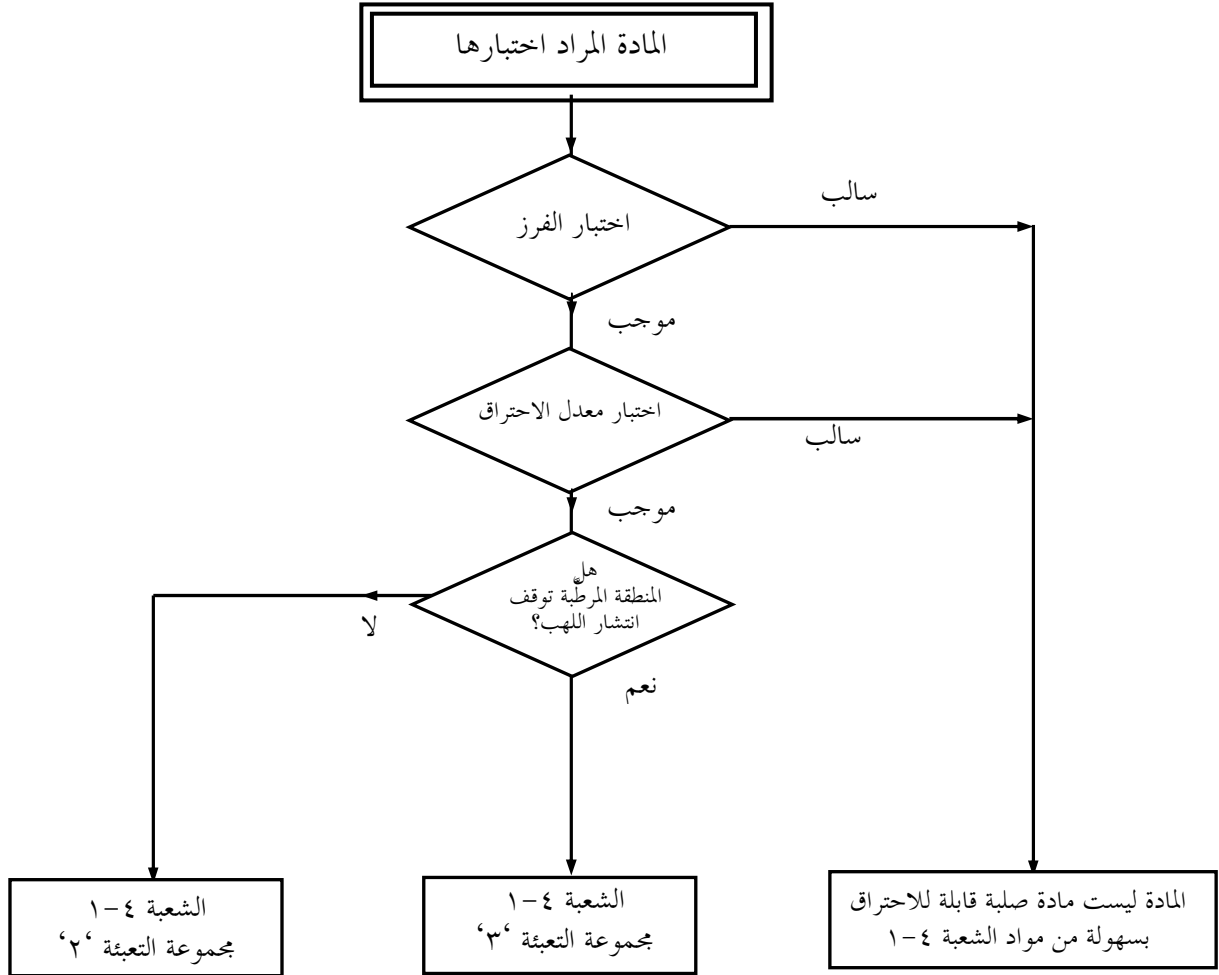 المادة المراد اختبارها
اختبار الفرز
سالب
موجب
اختبار معدل الاحتراق
سالب
موجب
هل
المنطقة المرطَّبة توقف
انتشار اللهب؟
لا
نعم
المادة ليست مادة صلبة قابلة للاحتراق
بسهولة من مواد الشعبة ٤-١
الشعبة ٤-١
مجموعة التعبئة ‘٣‘
الشعبة ٤-١
مجموعة التعبئة ‘٢‘